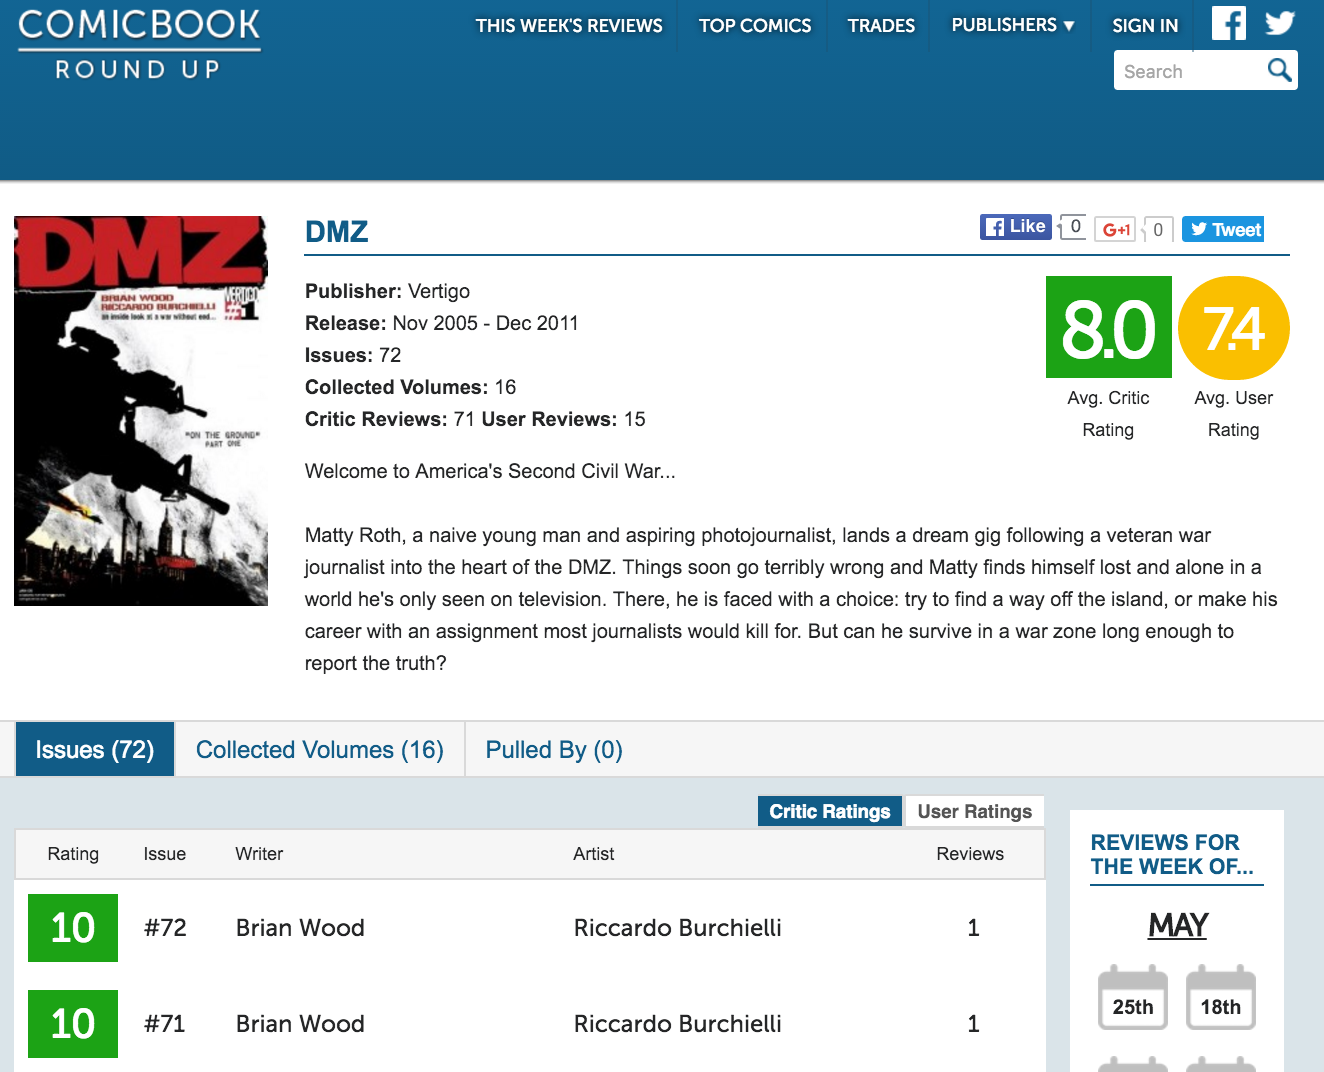 COMICBOOK
ROUND UP
THIS WEEK'S REVIEWS
TOP COMICS
TRADES
PUBLISHERS ▼
SIGN IN
Search
DMZ
BRIAN WOOD
RICCARDO BURCHIELLI
an inside look at a war without end...
VERTIGO
#1
"ON THE GROUND"
PART ONE
DMZ
Like 0
G+1 0
Tweet
Publisher: Vertigo
Release: Nov 2005 - Dec 2011
Issues: 72
Collected Volumes: 16
Critic Reviews: 71 User Reviews: 15
8.0
Avg. Critic
Rating
7.4
Avg. User
Rating
Welcome to America's Second Civil War...
Matty Roth, a naive young man and aspiring photojournalist, lands a dream gig following a veteran war
journalist into the heart of the DMZ. Things soon go terribly wrong and Matty finds himself lost and alone in a
world he's only seen on television. There, he is faced with a choice: try to find a way off the island, or make his
career with an assignment most journalists would kill for. But can he survive in a war zone long enough to
report the truth?
Issues (72)
Collected Volumes (16)
Pulled By (0)
Critic Ratings
User Ratings
Rating Issue Writer Artist Reviews
10 #72 Brian Wood Riccardo Burchielli 1
10 #71 Brian Wood Riccardo Burchielli 1
REVIEWS FOR
THE WEEK OF...
MAY
25th 18th